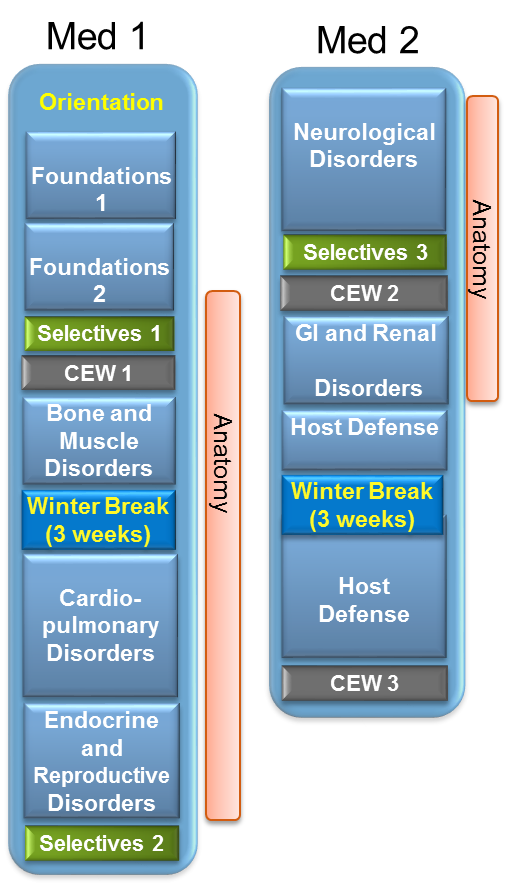 Med 1
Orientation
Foundations
1
Foundations
2
Selectives 1
CEW 1
Bone and
Muscle
Disorders
Winter Break
(3 weeks)
Cardio-
pulmonary
Disorders
Endocrine
and
Reproductive
Disorders
Selectives 2
Anatomy
Med 2
Neurological
Disorders
Selectives 3
CEW 2
GI and Renal
Disorders
Host Defense
Winter Break
(3 weeks)
Host
Defense
CEW 3
Anatomy